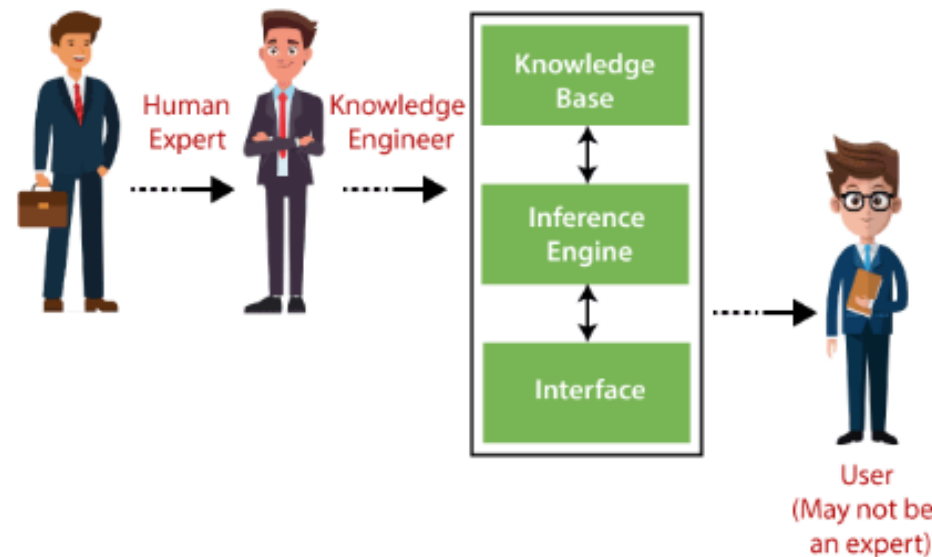 Human
Expert
Knowledge
Engineer
Knowledge
Base
Inference
Engine
Interface
User
(May not be
an expert)